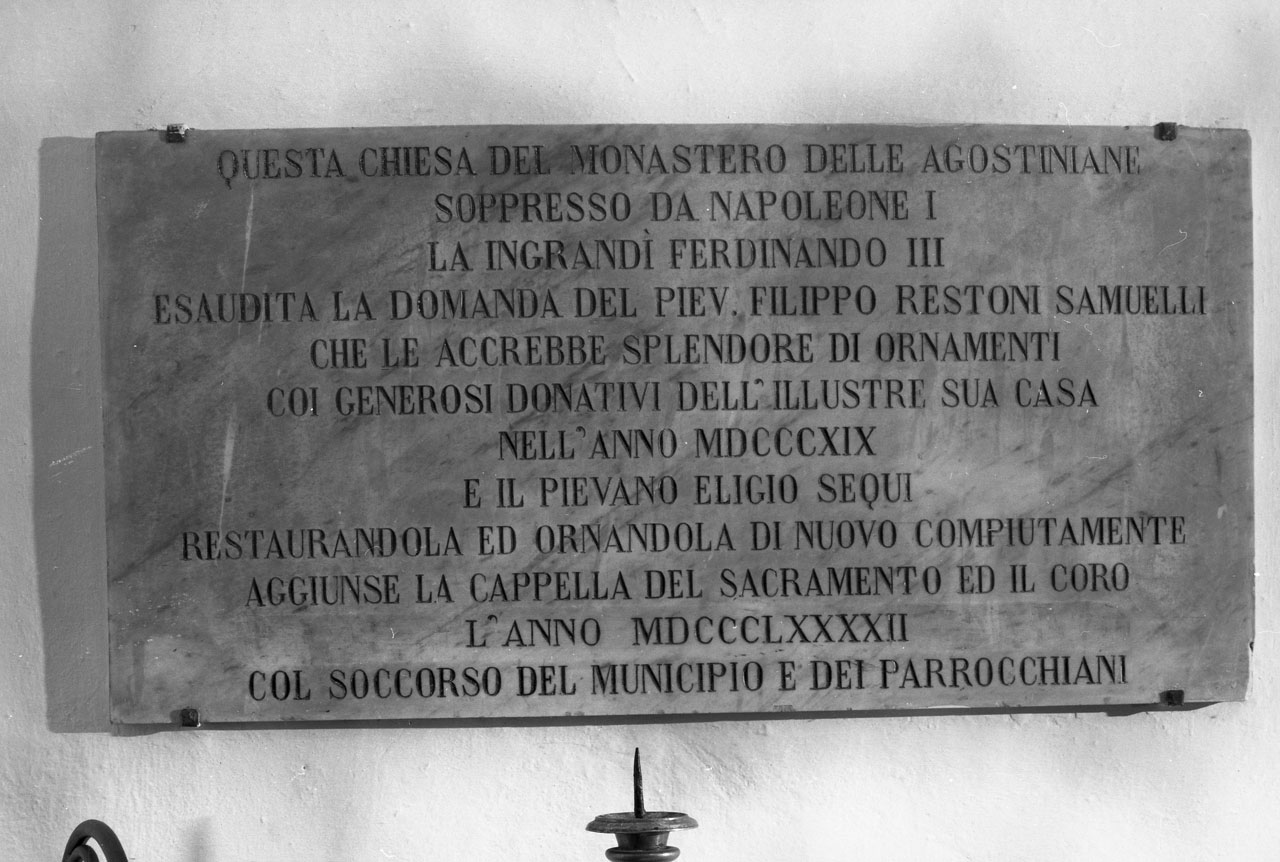 QUESTA CHIESA DEL MONASTERO DELLE AGOSTINIANE
SOPPRESSO DA NAPOLEONE I
LA INGRANDÌ FERDINANDO III
ESAUDITA LA DOMANDA DEL PIEV. FILIPPO RESTONI SAMUELLI
CHE LE ACCREBBE SPLENDORE DI ORNAMENTI
COI GENEROSI DONATIVI DELL'ILLUSTRE SUA CASA
NELL'ANNO MDCCCXIX
E IL PIEVANO ELIGIO SEQUI
RESTAURANDOLA ED ORNANDOLA DI NUOVO COMPIUTAMENTE
AGGIUNSE LA CAPPELLA DEL SACRAMENTO ED IL CORO
L'ANNO MDCCCLXXXXII
COL SOCCORSO DEL MUNICIPIO E DEI PARROCCHIANI